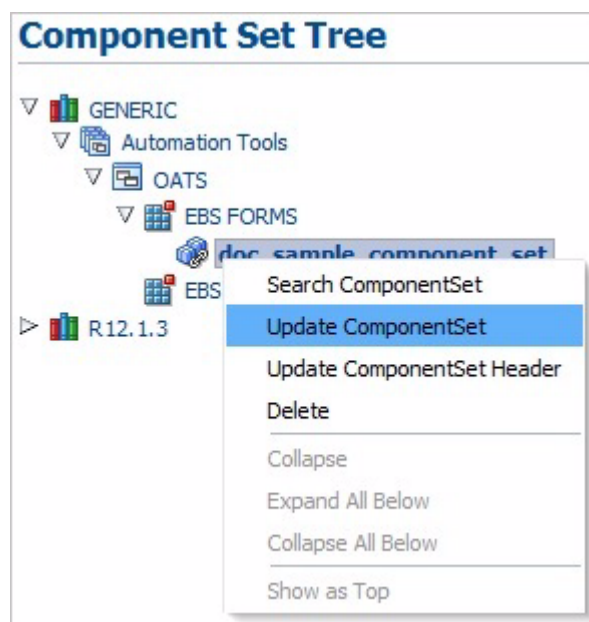 Component Set Tree
GENERIC
Automation Tools
OATS
EBS FORMS
doc_sample_component_set
EBS
R12.1.3
Search ComponentSet
Update ComponentSet
Update ComponentSet Header
Delete
Collapse
Expand All Below
Collapse All Below
Show as Top